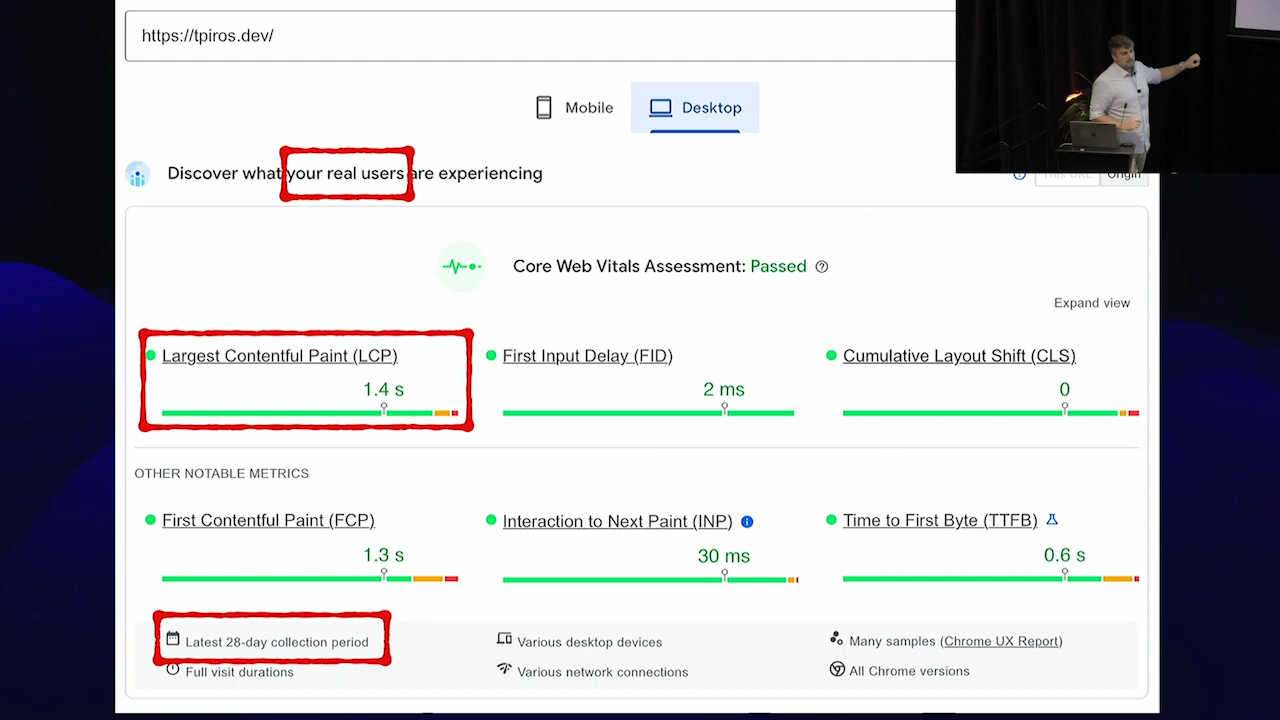 https://tpiros.dev/
Mobile
Desktop
Discover what your real users are experiencing
This URL
Origin
Core Web Vitals Assessment: Passed
Expand view
Largest Contentful Paint (LCP)
1.4 s
First Input Delay (FID)
2 ms
Cumulative Layout Shift (CLS)
0
OTHER NOTABLE METRICS
First Contentful Paint (FCP)
1.3 s
Interaction to Next Paint (INP)
30 ms
Time to First Byte (TTFB)
0.6 s
Latest 28-day collection period
Various desktop devices
Many samples (Chrome UX Report)
Full visit durations
Various network connections
All Chrome versions